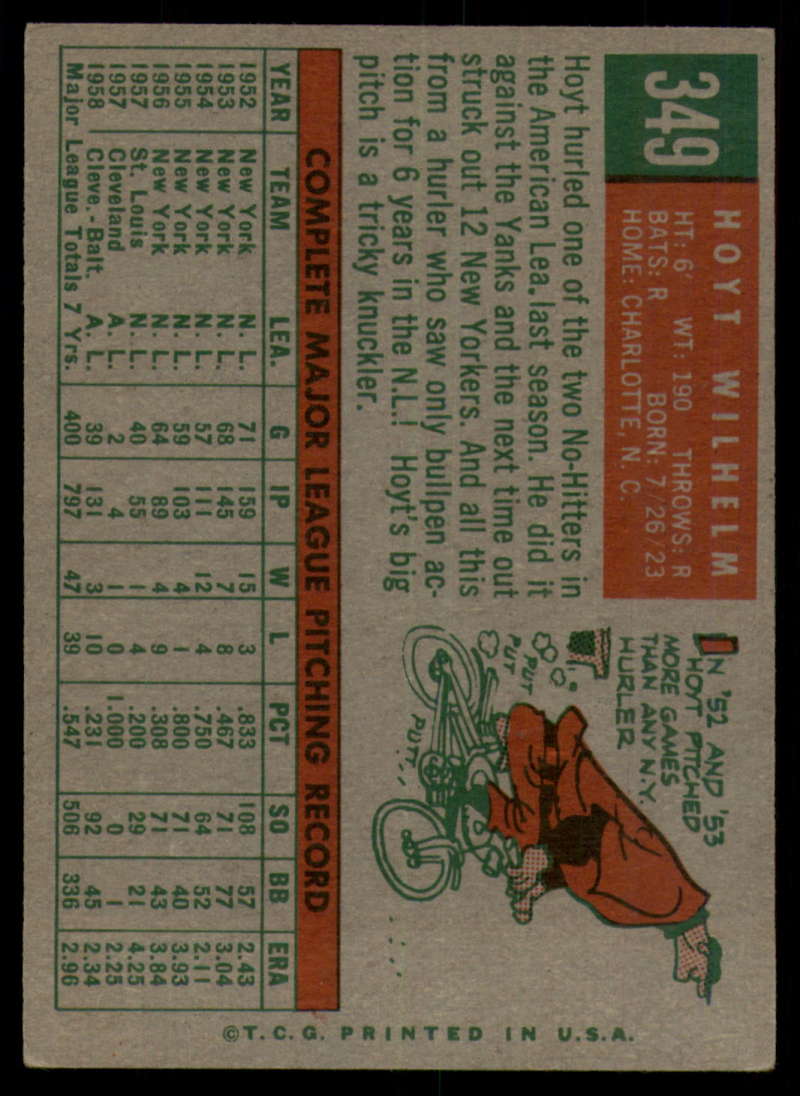 349
HOYT WILHELM
HT: 6' WT: 190 THROWS: R
BATS: R BORN: 7/26/23
HOME: CHARLOTTE, N. C.
Hoyt hurled one of the two No-Hitters in
the American Lea. last season. He did it
against the Yanks and the next time out
struck out 12 New Yorkers. And all this
from a hurler who saw only bullpen ac-
tion for 6 years in the N.L.! Hoyt's big
pitch is a tricky knuckler.
IN '52 AND '53
HOYT PITCHED
MORE GAMES
THAN ANY N.Y.
HURLER
PUT
PUT
PUT
PUTT....
COMPLETE MAJOR LEAGUE PITCHING RECORD
YEAR TEAM LEA. G IP W L PCT SO BB ERA
1952 New York N. L. 71 159 15 3 .833 108 57 2.43
1953 New York N. L. 68 145 7 8 .467 71 77 3.04
1954 New York N. L. 57 111 12 4 .750 64 52 2.11
1955 New York N. L. 59 103 4 1 .800 71 40 3.93
1956 New York N. L. 64 89 4 9 .308 71 43 3.84
1957 St. Louis N. L. 40 55 1 4 .200 29 21 4.25
1957 Cleveland A. L. 2 4 1 0 1.000 0 1 2.25
1958 Cleve.-Balt. A. L. 39 131 3 10 .231 92 45 2.34
Major League Totals 7 Yrs. 400 797 47 39 .547 506 336 2.96
©T.C.G. PRINTED IN U.S.A.